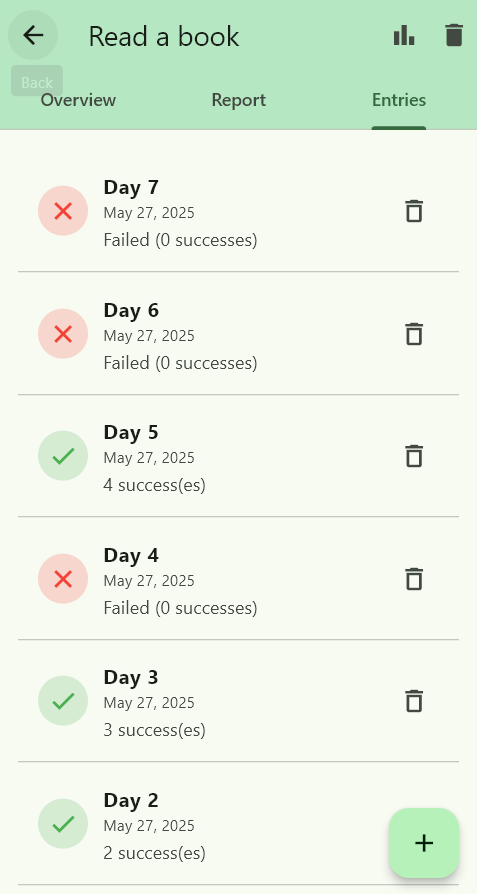 Read a book
Back
Overview Report Entries
Day 7
May 27, 2025
Failed (0 successes)
Day 6
May 27, 2025
Failed (0 successes)
Day 5
May 27, 2025
4 success(es)
Day 4
May 27, 2025
Failed (0 successes)
Day 3
May 27, 2025
3 success(es)
Day 2
May 27, 2025
2 success(es)